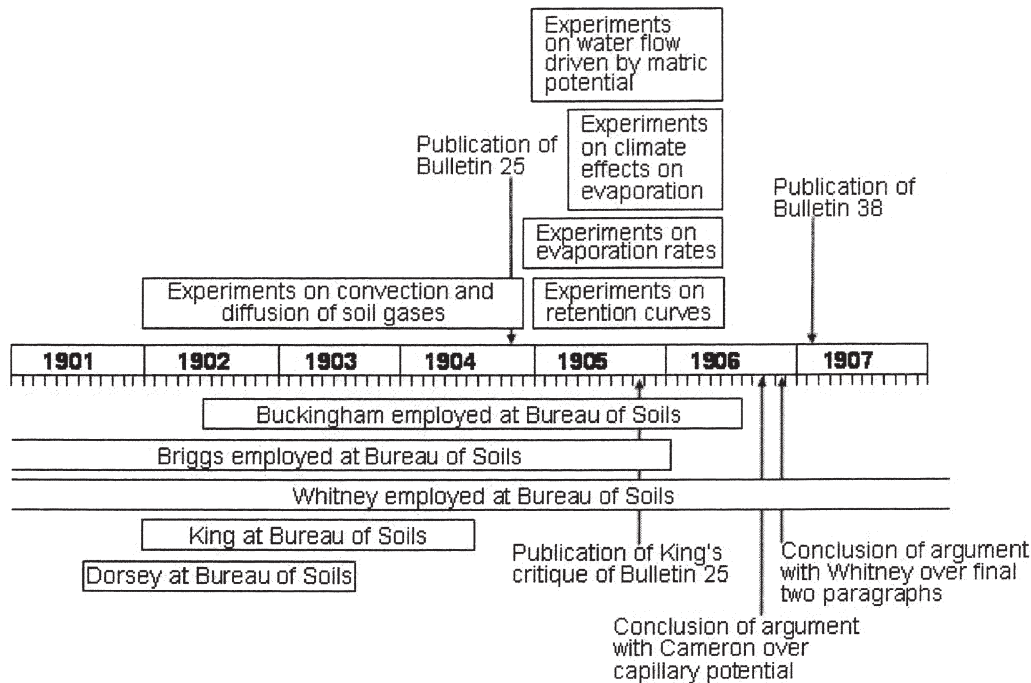 Experiments
on water flow
driven by matric
potential
Experiments
on climate
effects on
evaporation
Publication of
Bulletin 25
Publication of
Bulletin 38
Experiments on
evaporation rates
Experiments on convection and
diffusion of soil gases
Experiments on
retention curves
1901 1902 1903 1904 1905 1906 1907
Buckingham employed at Bureau of Soils
Briggs employed at Bureau of Soils
Whitney employed at Bureau of Soils
King at Bureau of Soils
Dorsey at Bureau of Soils
Publication of King's
critique of Bulletin 25
Conclusion of argument
with Whitney over final
two paragraphs
Conclusion of argument
with Cameron over
capillary potential